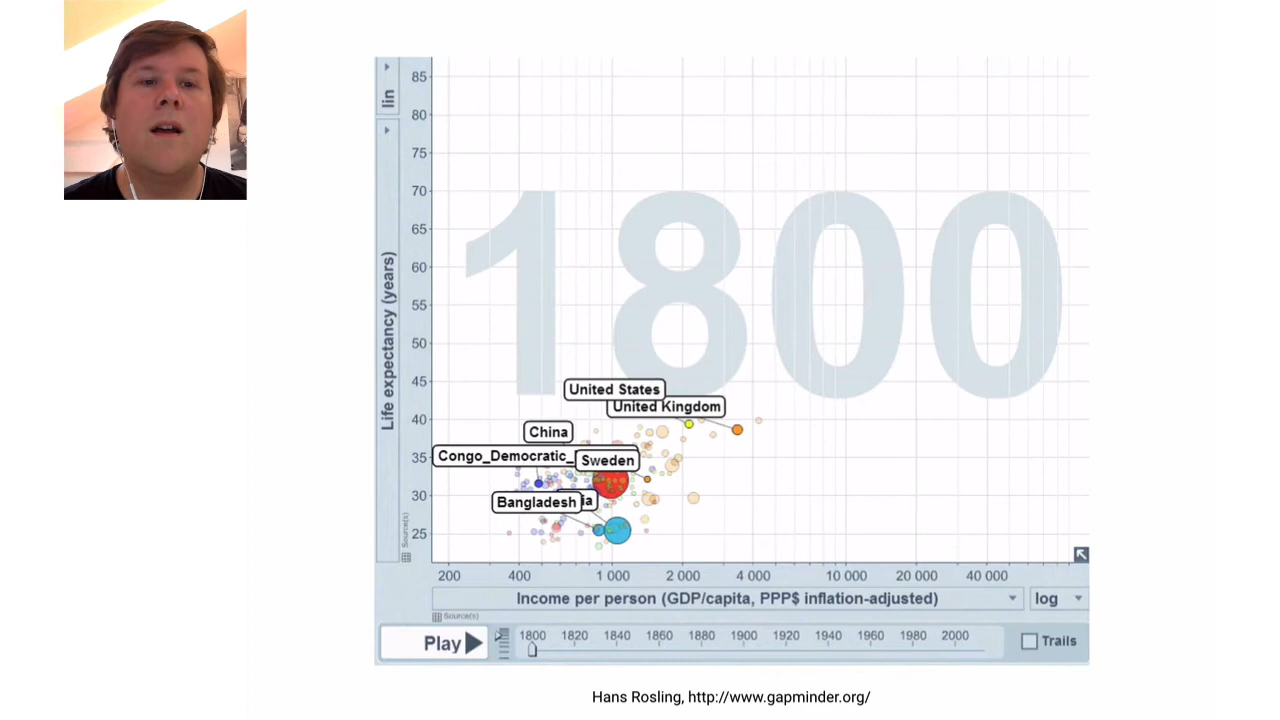 lin
Life expectancy (years)
85
80
75
70
65
60
55
50
45
40
35
30
25
1800
United States
United Kingdom
China
Congo_Democratic_
Sweden
Bangladesh
ia
Source(s)
200
400
1 000
2 000
4 000
10 000
20 000
40 000
Income per person (GDP/capita, PPP$ inflation-adjusted)
log
Source(s)
Play
1800
1820
1840
1860
1880
1900
1920
1940
1960
1980
2000
Trails
Hans Rosling, http://www.gapminder.org/